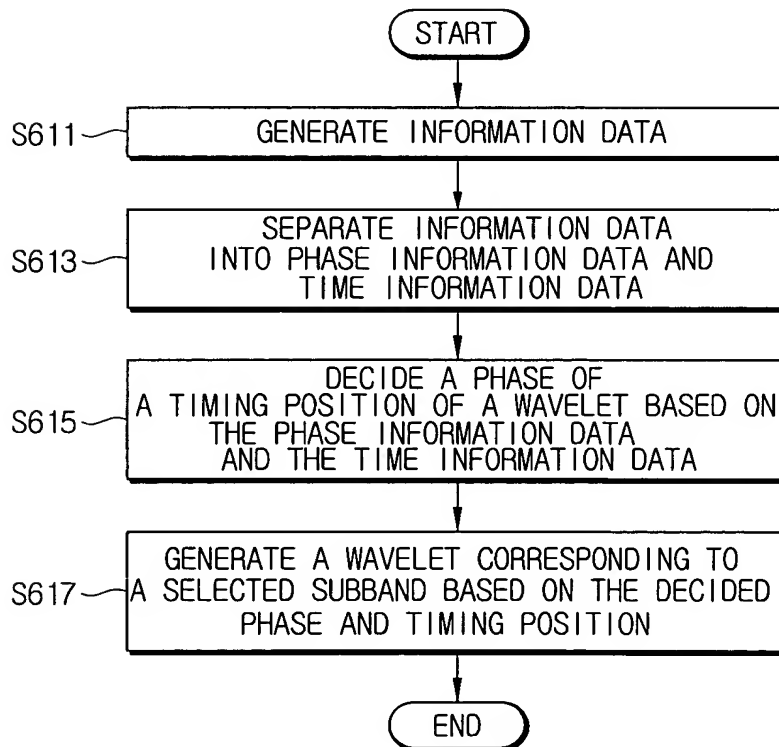 START
S611
GENERATE INFORMATION DATA
S613
SEPARATE INFORMATION DATA
INTO PHASE INFORMATION DATA AND
TIME INFORMATION DATA
S615
DECIDE A PHASE OF
A TIMING POSITION OF A WAVELET BASED ON
THE PHASE INFORMATION DATA
AND THE TIME INFORMATION DATA
S617
GENERATE A WAVELET CORRESPONDING TO
A SELECTED SUBBAND BASED ON THE DECIDED
PHASE AND TIMING POSITION
END